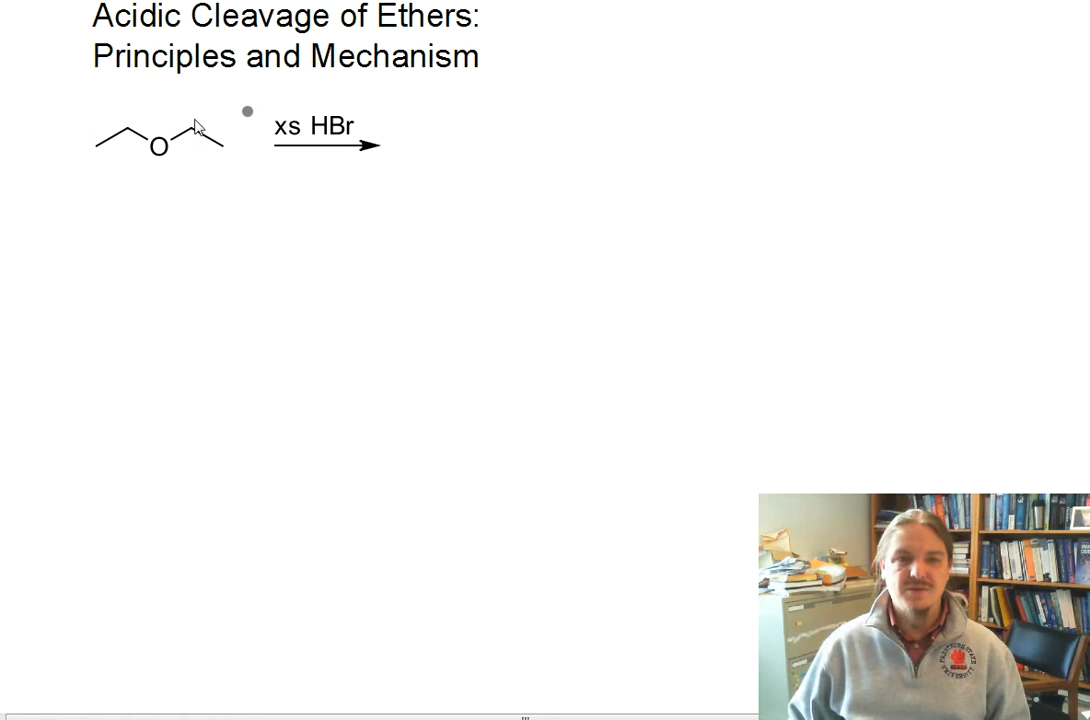 Acidic Cleavage of Ethers:
Principles and Mechanism
O
xs HBr